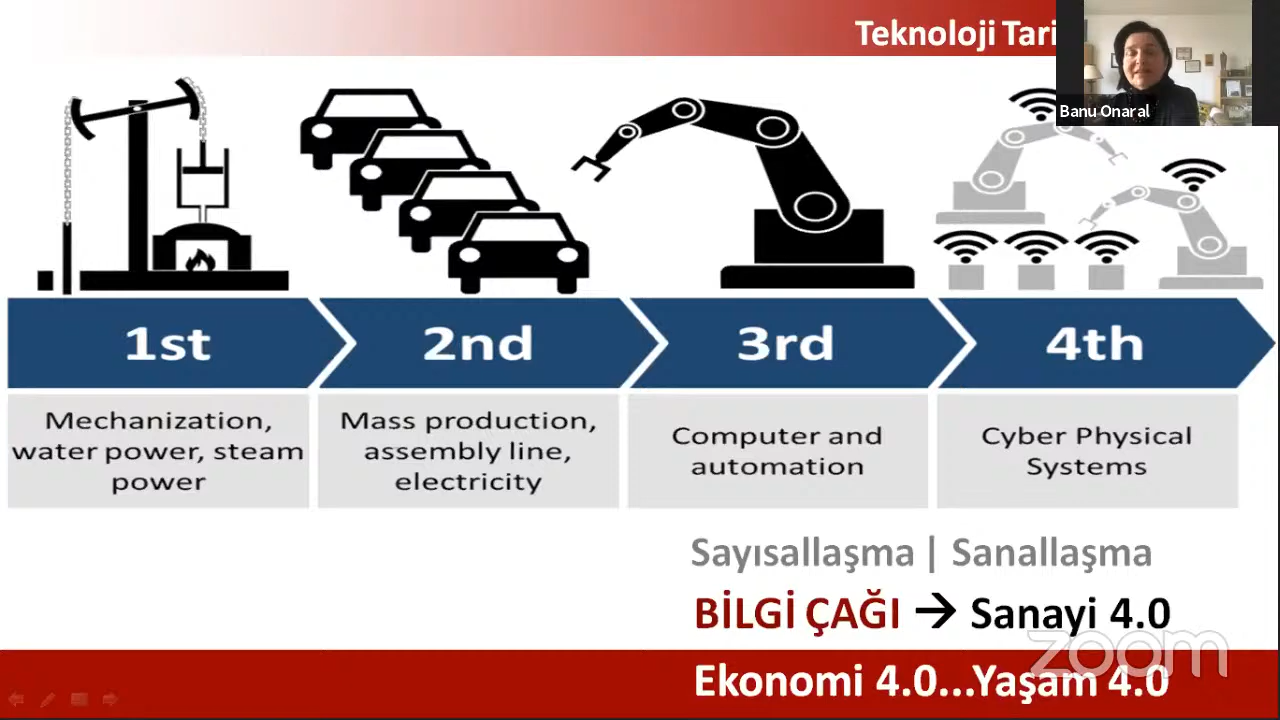 Teknoloji
Banu Onaral
1st
2nd
3rd
4th
Mechanization,
water power, steam
power
Mass production,
assembly line,
electricity
Computer and
automation
Cyber Physical
Systems
Sayısallaşma | Sanallaşma
BİLGİ ÇAĞI → Sanayi 4.0
zoom
Ekonomi 4.0...Yaşam 4.0